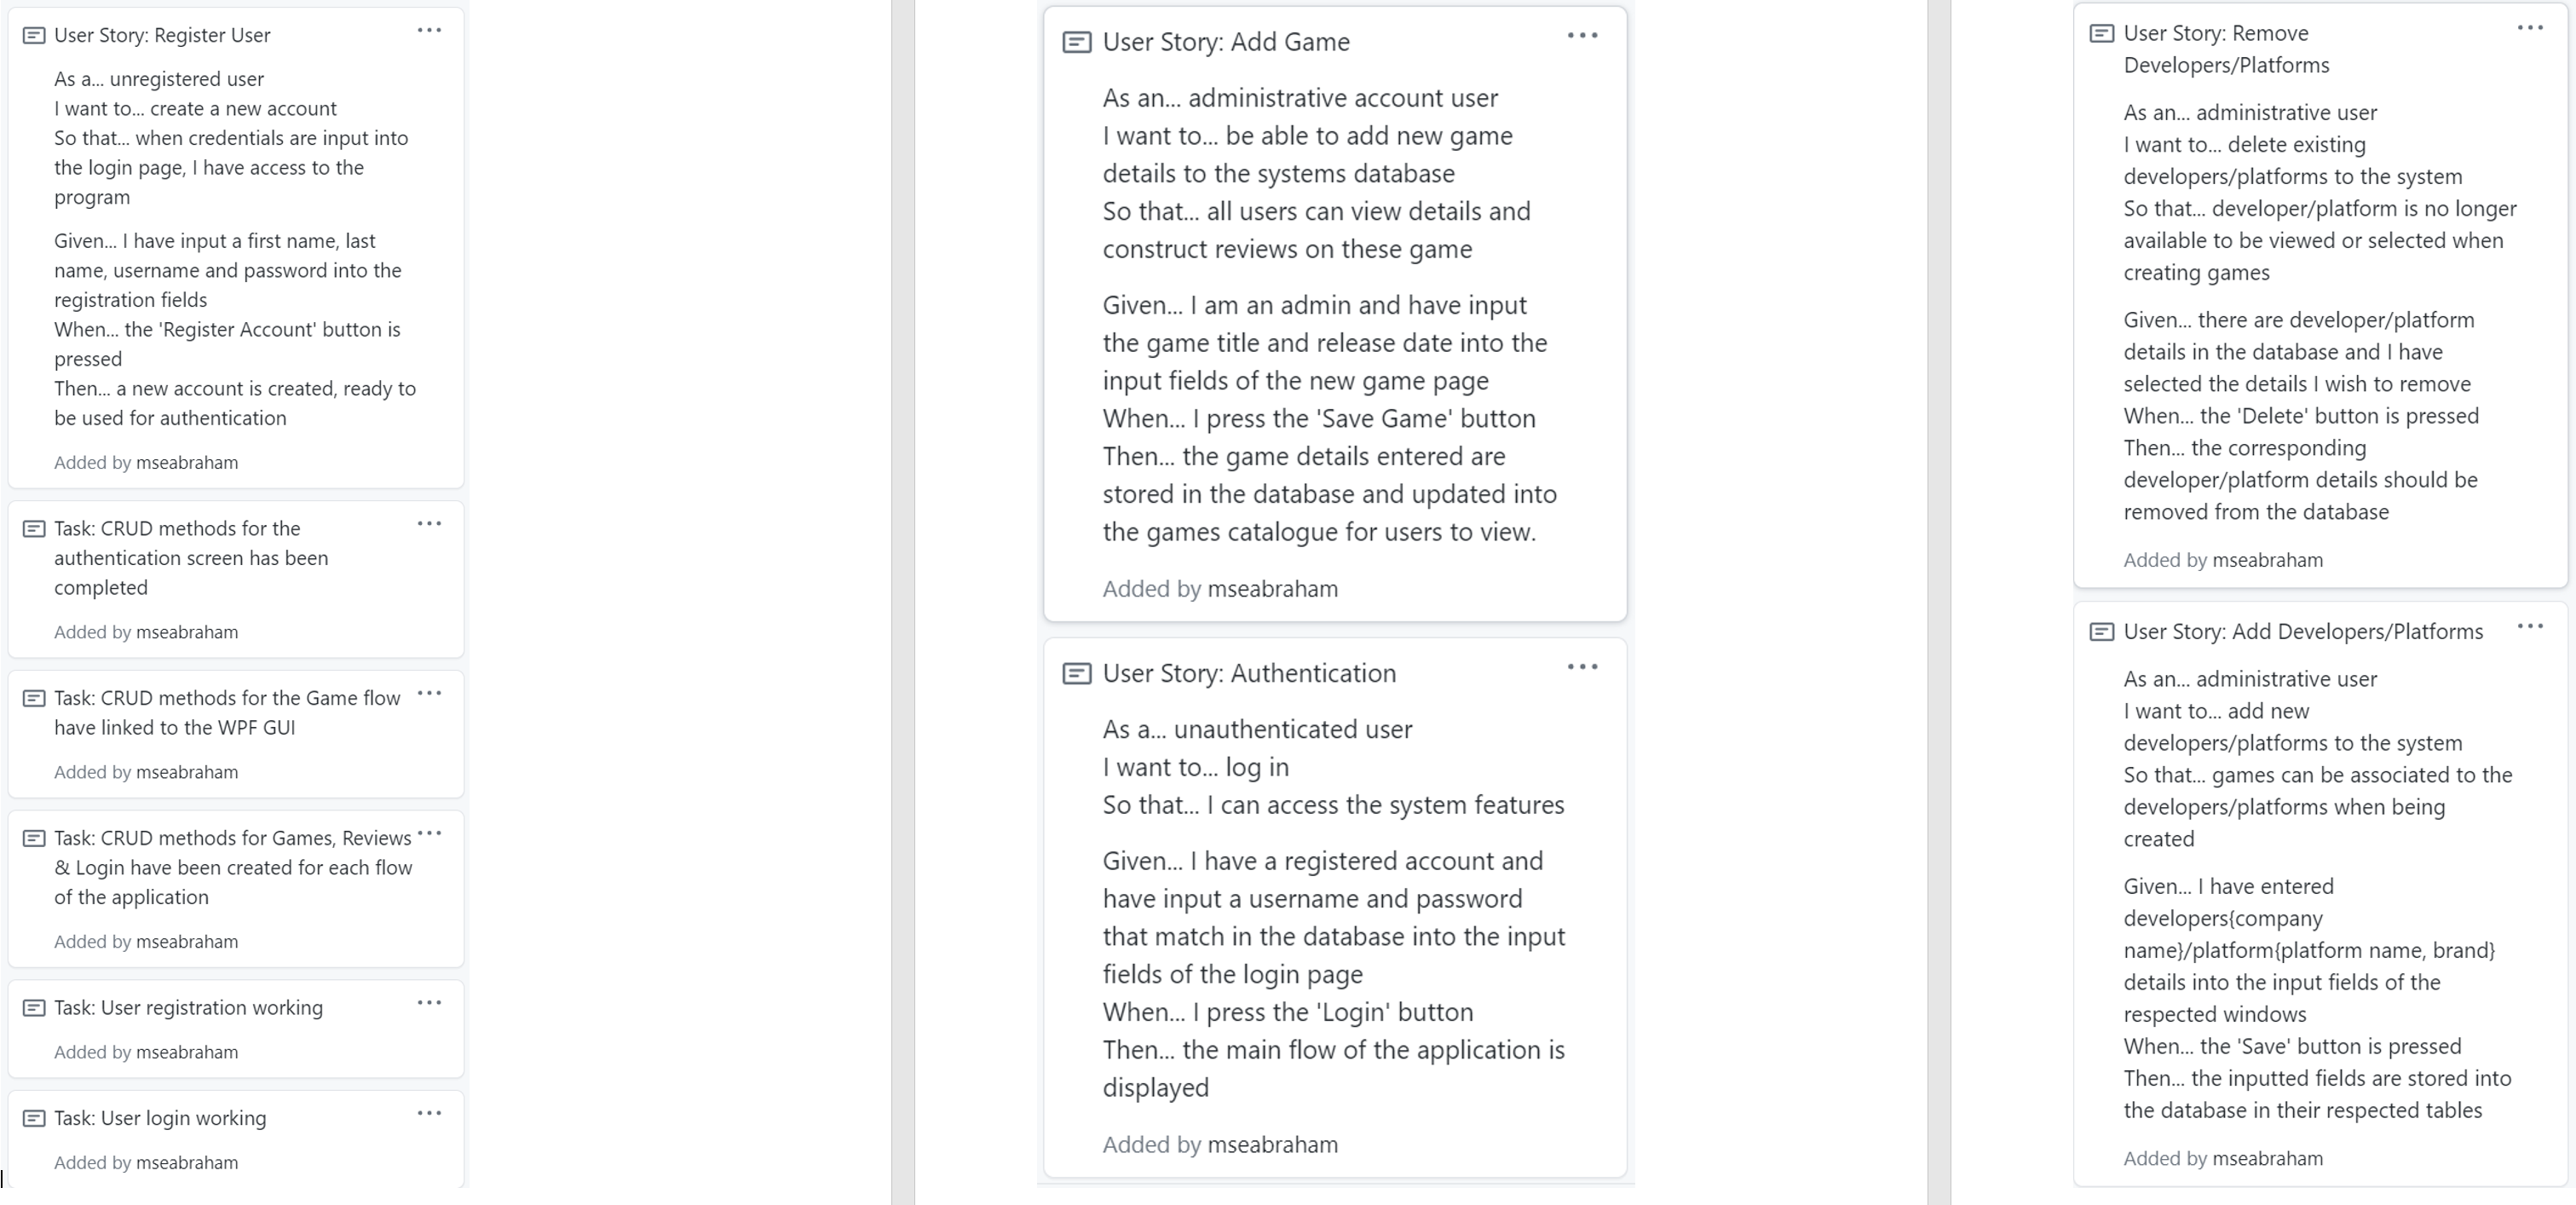 User Story: Register User
As a... unregistered user
I want to... create a new account
So that... when credentials are input into
the login page, I have access to the
program
Given... I have input a first name, last
name, username and password into the
registration fields
When... the 'Register Account' button is
pressed
Then... a new account is created, ready to
be used for authentication
Added by mseabraham
Task: CRUD methods for the
authentication screen has been
completed
Added by mseabraham
Task: CRUD methods for the Game flow
have linked to the WPF GUI
Added by mseabraham
Task: CRUD methods for Games, Reviews
& Login have been created for each flow
of the application
Added by mseabraham
Task: User registration working
Added by mseabraham
Task: User login working
Added by mseabraham
User Story: Add Game
As an... administrative account user
I want to... be able to add new game
details to the systems database
So that... all users can view details and
construct reviews on these game
Given... I am an admin and have input
the game title and release date into the
input fields of the new game page
When... I press the 'Save Game' button
Then... the game details entered are
stored in the database and updated into
the games catalogue for users to view.
Added by mseabraham
User Story: Authentication
As a... unauthenticated user
I want to... log in
So that... I can access the system features
Given... I have a registered account and
have input a username and password
that match in the database into the input
fields of the login page
When... I press the 'Login' button
Then... the main flow of the application is
displayed
Added by mseabraham
User Story: Remove
Developers/Platforms
As an... administrative user
I want to... delete existing
developers/platforms to the system
So that... developer/platform is no longer
available to be viewed or selected when
creating games
Given... there are developer/platform
details in the database and I have
selected the details I wish to remove
When... the 'Delete' button is pressed
Then... the corresponding
developer/platform details should be
removed from the database
Added by mseabraham
User Story: Add Developers/Platforms
As an... administrative user
I want to... add new
developers/platforms to the system
So that... games can be associated to the
developers/platforms when being
created
Given... I have entered
developers{company
name}/platform{platform name, brand}
details into the input fields of the
respected windows
When... the 'Save' button is pressed
Then... the inputted fields are stored into
the database in their respected tables
Added by mseabraham